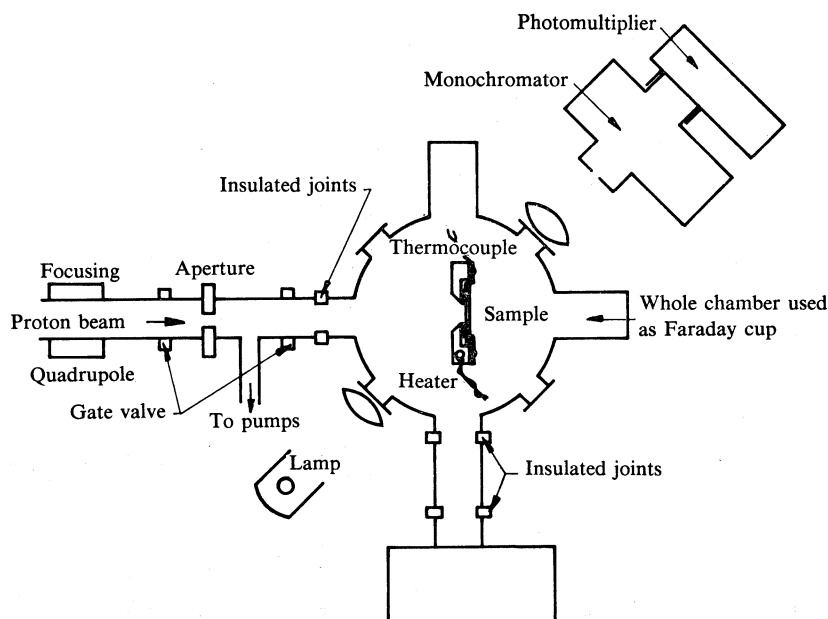 Photomultiplier
Monochromator
Insulated joints
Thermocouple
Focusing
Aperture
Proton beam
Sample
Whole chamber used
as Faraday cup
Quadrupole
Heater
Gate valve
To pumps
Lamp
Insulated joints